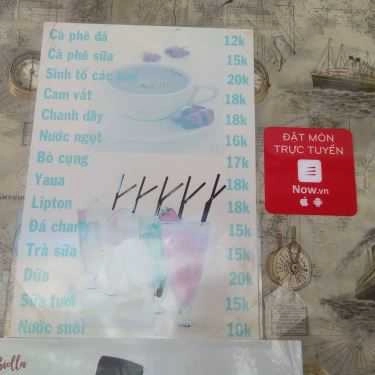 Cà phê đá 12k
Cà phê sữa 15k
Sinh tố các 20k
Cam vắt 18k
Chanh dây 18k
Nước ngọt 16k
Bò cụng 17k
Yaua 18k
Lipton 18k
Đá chanh 15k
Trà sữa 15k
Dừa 20k
Sữa tươi 15k
Nước suối 10k
ĐẶT MÓN
TRỰC TUYẾN
Now.vn